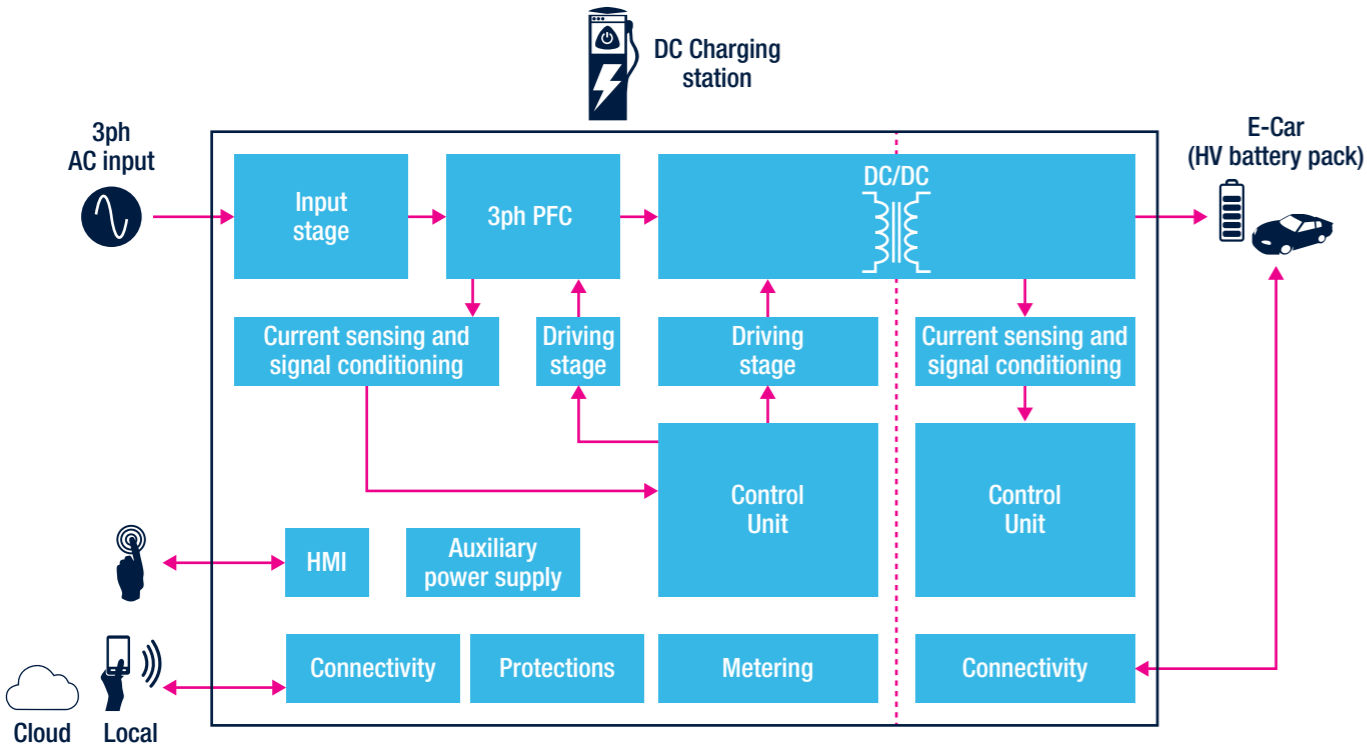 DC Charging
station
3ph
AC input
E-Car
(HV battery pack)
Input
stage
3ph PFC
DC/DC
Current sensing and
signal conditioning
Driving
stage
Driving
stage
Current sensing and
signal conditioning
Control
Unit
Control
Unit
HMI
Auxiliary
power supply
Connectivity
Protections
Metering
Connectivity
Cloud
Local